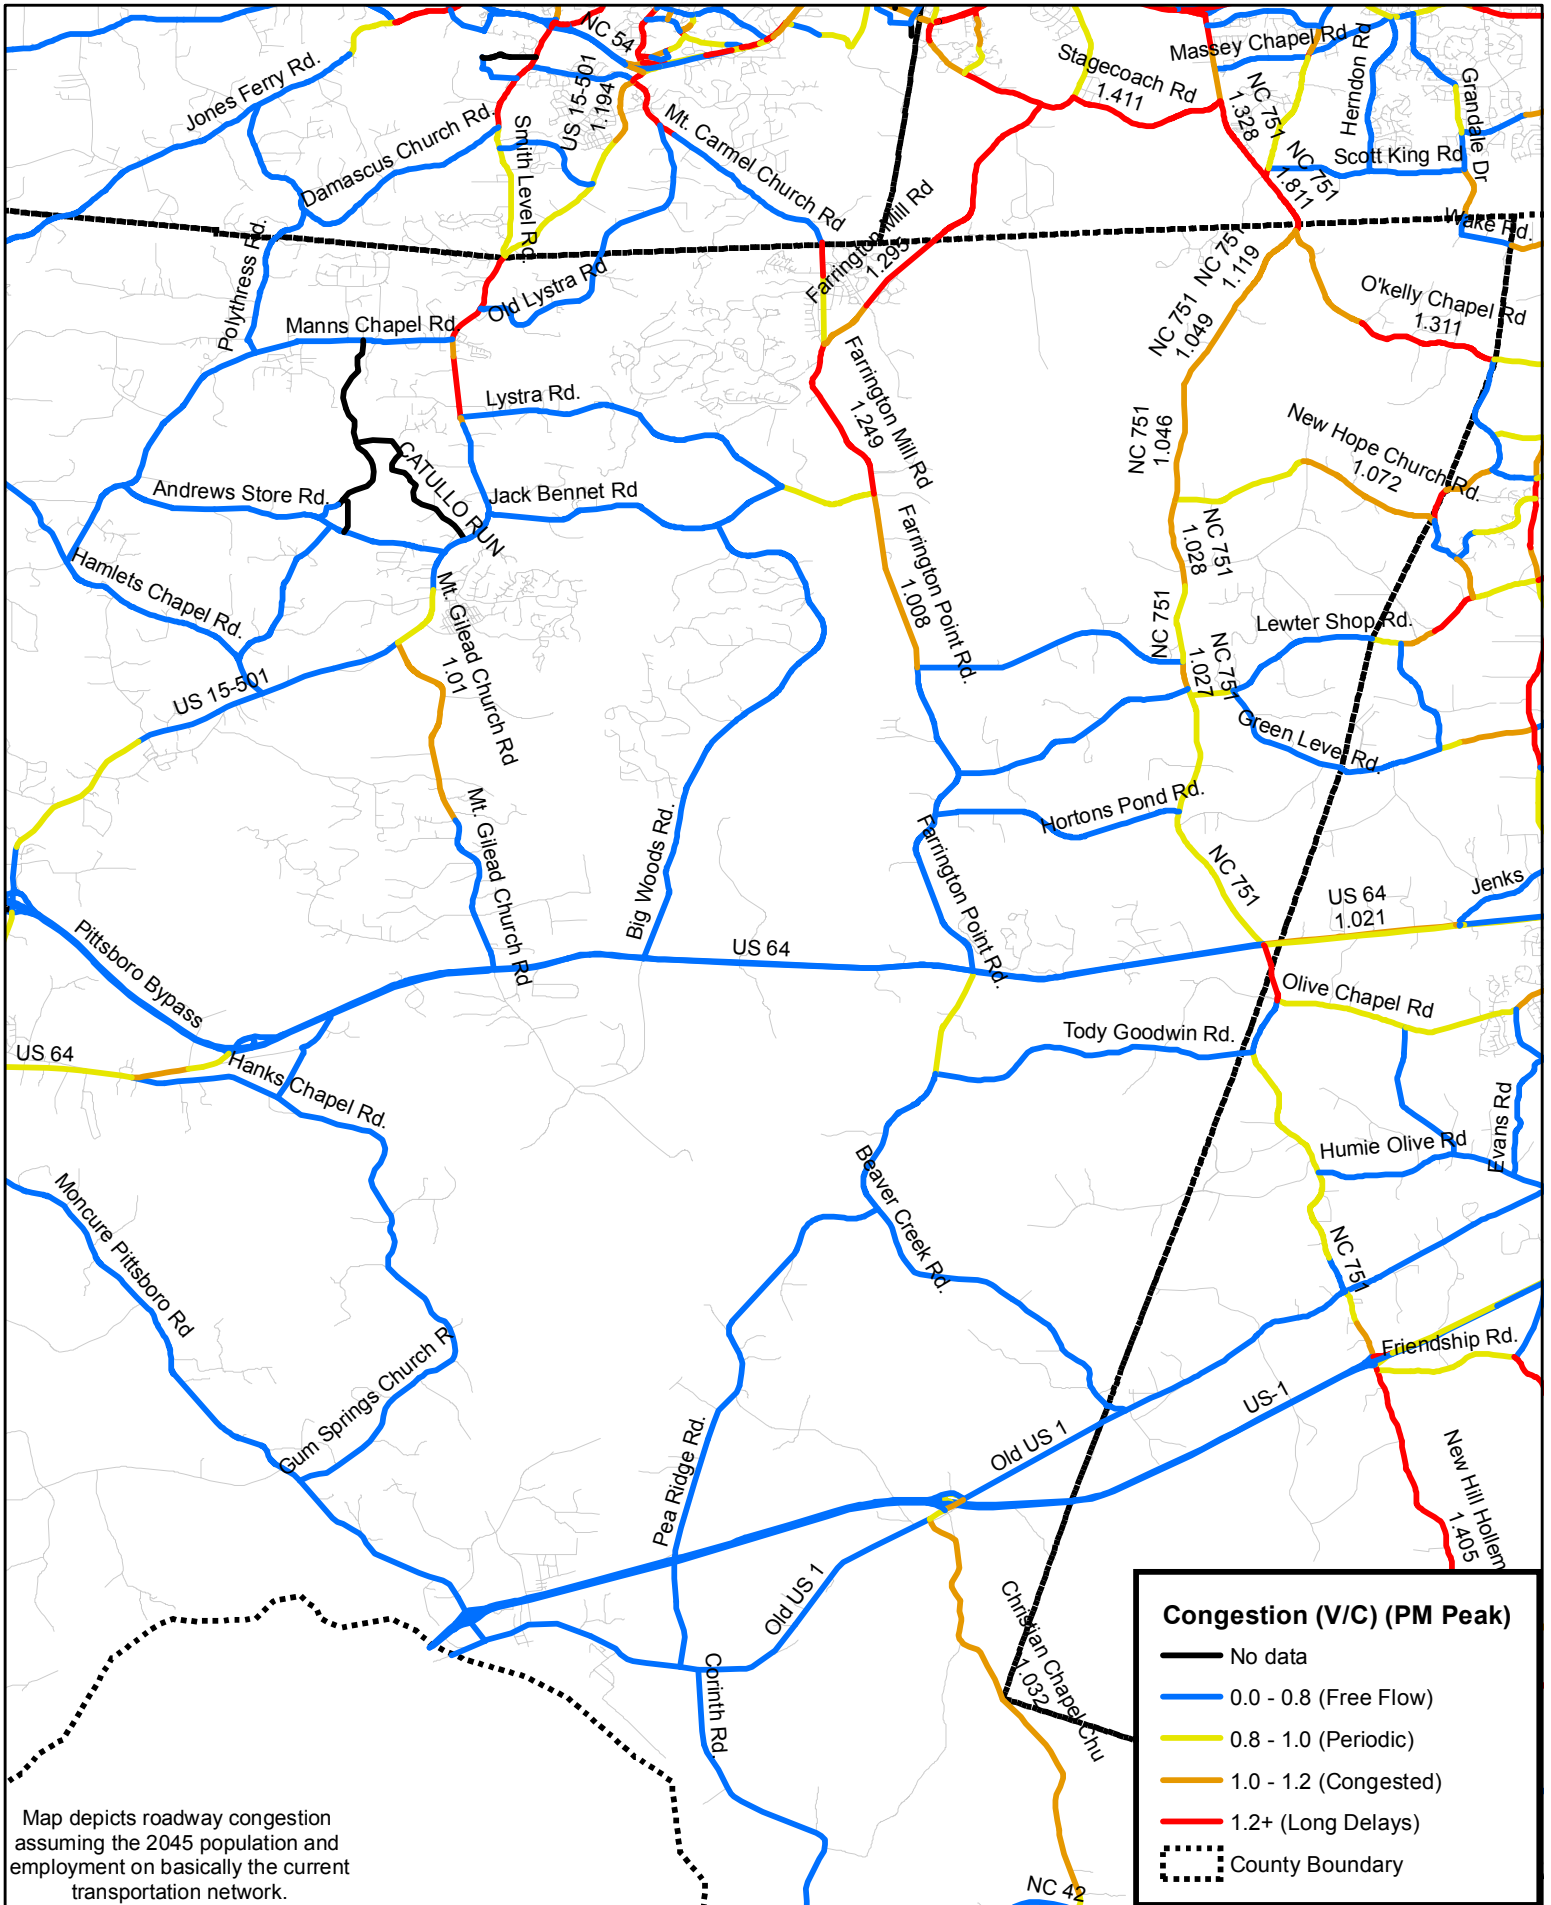 NC 54
Massey Chapel Rd
Herndon Rd
Jones Ferry Rd.
US 15-501
1.194
Stagecoach Rd
1.411
NC 751
1.328
Grandale Dr
Damascus Church Rd.
Smith Level Rd.
Mt. Carmel Church Rd
Scott King Rd
NC 751
1.811
Polythress Rd.
Farrington Mill Rd
1.295
Wake Rd.
NC 751
1.119
Old Lystra Rd
O'kelly Chapel Rd
1.311
Manns Chapel Rd
NC 751
1.049
Lystra Rd.
Farrington Mill Rd
1.249
NC 751
1.046
New Hope Church Rd.
1.072
CATULLO RUN
Andrews Store Rd.
Jack Bennet Rd
Farrington Point Rd.
1.008
NC 751
1.028
Hamlets Chapel Rd.
Mt. Gilead Church Rd
1.01
NC 751
Lewter Shop Rd.
NC 751
1.027
US 15-501
Green Level Rd.
Mt. Gilead Church Rd
Big Woods Rd.
Hortons Pond Rd.
Farrington Point Rd.
NC 751
Jenks
US 64
1.021
Pittsboro Bypass
US 64
Olive Chapel Rd
Tody Goodwin Rd.
US 64
Hanks Chapel Rd.
Evans Rd
Humie Olive Rd
Beaver Creek Rd.
Moncure Pittsboro Rd
NC 751
Gum Springs Church R
Friendship Rd.
US-1
Pea Ridge Rd.
Old US 1
New Hill Hollem
1.405
Old US 1
Christian Chapel Chu
1.032
Corinth Rd.
NC 42
Congestion (V/C) (PM Peak)
No data
0.0 - 0.8 (Free Flow)
0.8 - 1.0 (Periodic)
1.0 - 1.2 (Congested)
1.2+ (Long Delays)
County Boundary
Map depicts roadway congestion
assuming the 2045 population and
employment on basically the current
transportation network.